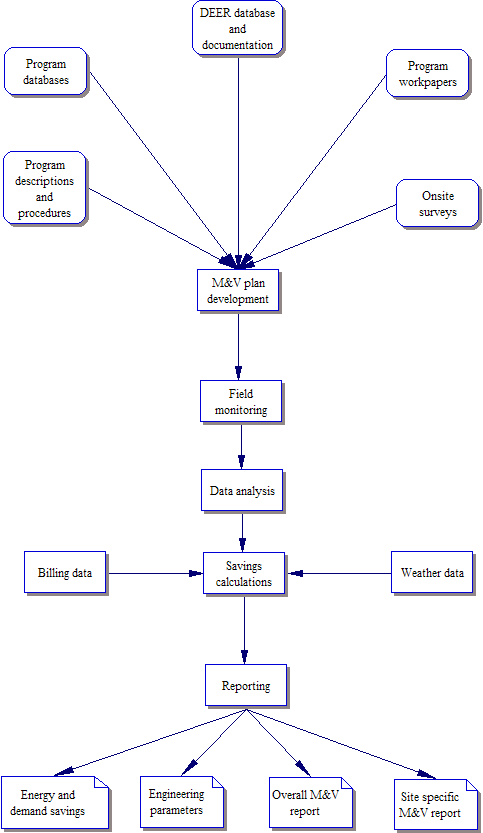 DEER database
and
documentation
Program
databases
Program
workpapers
Program
descriptions
and
procedures
Onsite
surveys
M&V plan
development
Field
monitoring
Data analysis
Billing data
Savings
calculations
Weather data
Reporting
Energy and
demand savings
Engineering
parameters
Overall M&V
report
Site specific
M&V report